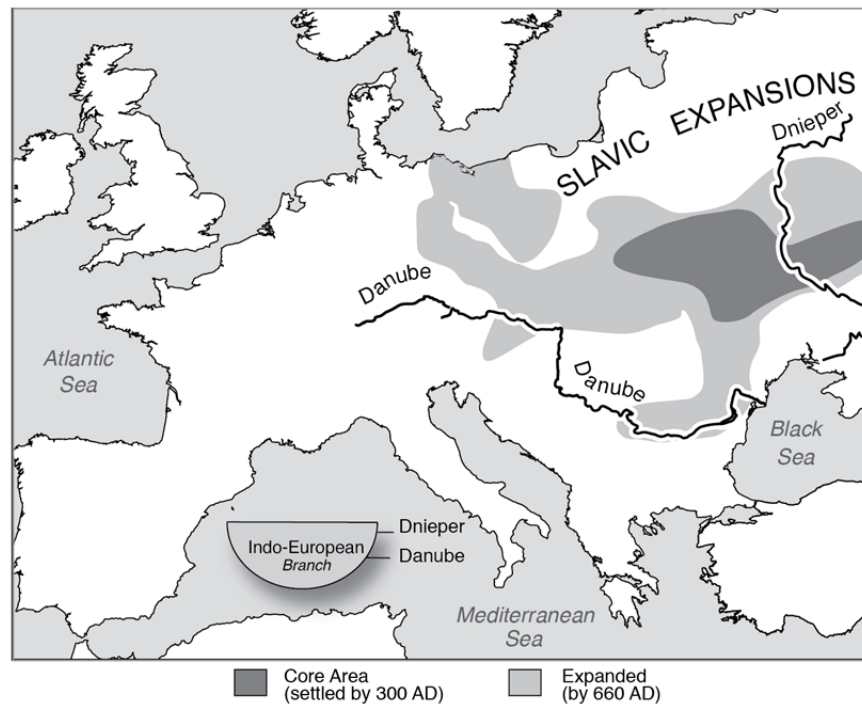 SLAVIC EXPANSIONS
Dnieper
Danube
Danube
Atlantic
Sea
Black
Sea
Indo-European
Branch
Dnieper
Danube
Mediterranean
Sea
Core Area
(settled by 300 AD)
Expanded
(by 660 AD)